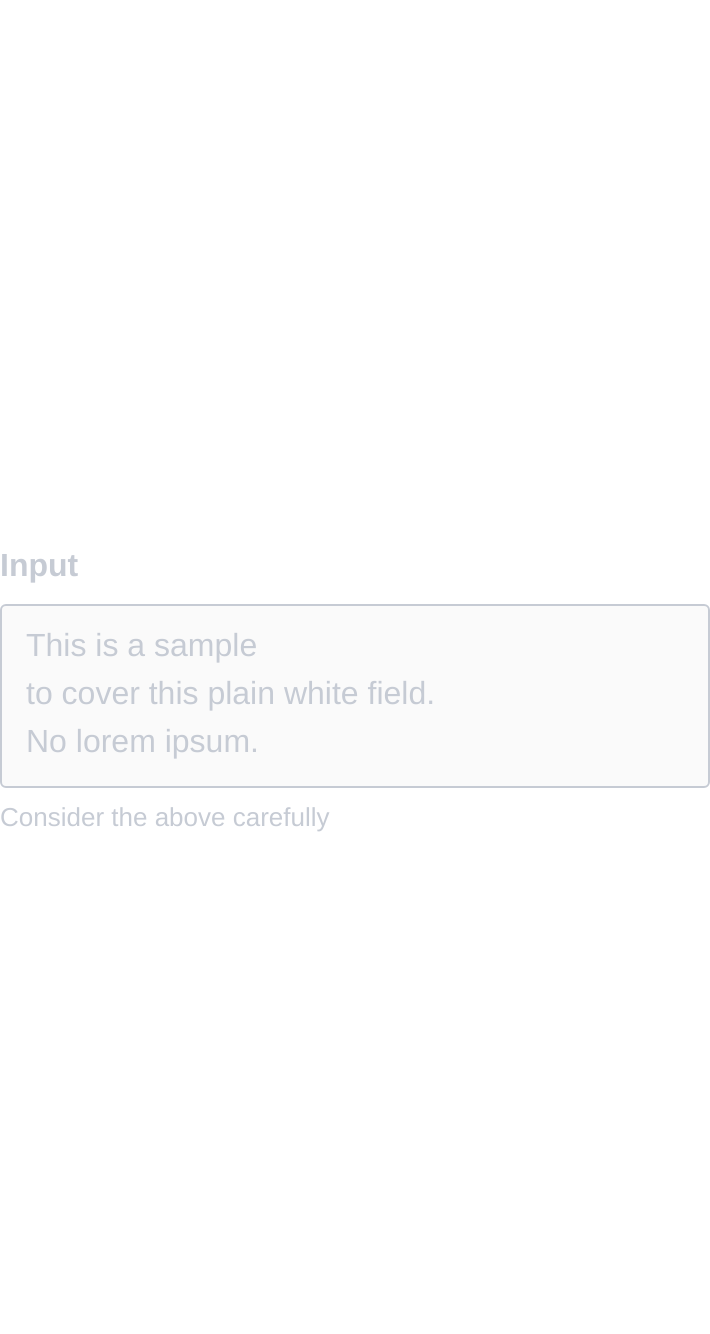 Input
This is a sample
to cover this plain white field.
No lorem ipsum.
Consider the above carefully